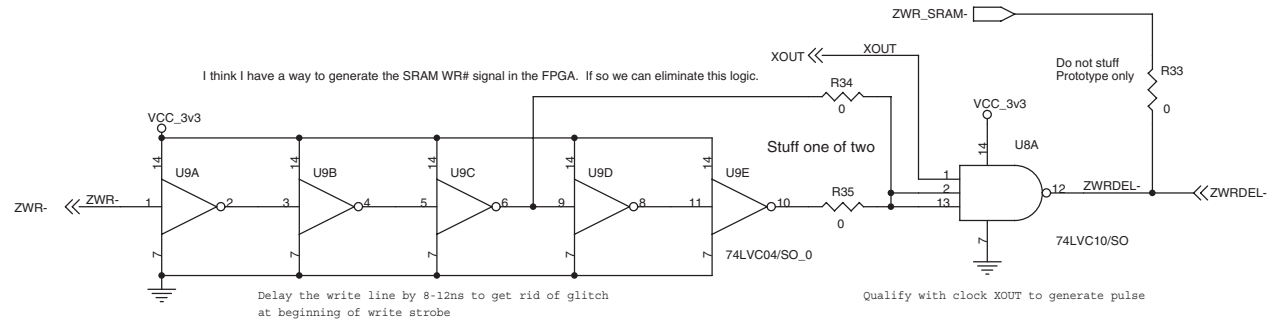 ZWR_SRAM-
XOUT
XOUT
I think I have a way to generate the SRAM WR# signal in the FPGA. If so we can eliminate this logic.
Do not stuff
Prototype only
R33
0
R34
0
VCC_3v3
VCC_3v3
Stuff one of two
14
U9A
14
U9B
14
U9C
14
U9D
14
U9E
14
U8A
ZWR-
ZWR-
1
2
3
4
5
6
9
8
11
10
R35
0
1
2
13
12
ZWRDEL-
ZWRDEL-
7
7
7
7
7
7
74LVC04/SO_0
74LVC10/SO
Delay the write line by 8-12ns to get rid of glitch
at beginning of write strobe
Qualify with clock XOUT to generate pulse